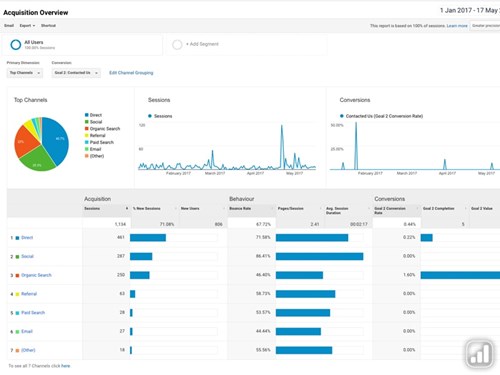 Acquisition Overview
1 Jan 2017 - 17 May
Email Export Shortcut
This report is based on 100% of sessions. Learn more Greater precision
All Users
100.00% Sessions
+ Add Segment
Primary Dimension: Conversion:
Top Channels Goal 2: Contacted Us Edit Channel Grouping
Top Channels
Direct
Social
Organic Search
Referral
Paid Search
Email
(Other)
Sessions
Sessions
120
60
February 2017 March 2017 April 2017 May 2017
Conversions
Contacted Us (Goal 2 Conversion Rate)
60.00%
30.00%
February 2017 April 2017 May 2017
Acquisition Behaviour Conversions
Sessions % New Sessions New Users Bounce Rate Pages/Session Avg. Session Duration Goal 2 Conversion Rate Goal 2 Completion Goal 2 Value
1,134 71.08% 806 67.72% 2.41 00:02:17 0.44% 5
1 Direct 461 71.58% 0.22%
2 Social 287 86.41% 0.00%
3 Organic Search 250 46.40% 1.60%
4 Referral 63 58.73% 0.00%
5 Paid Search 28 53.57% 0.00%
6 Email 27 44.44% 0.00%
7 (Other) 18 55.56% 0.00%
To see all 7 Channels click here